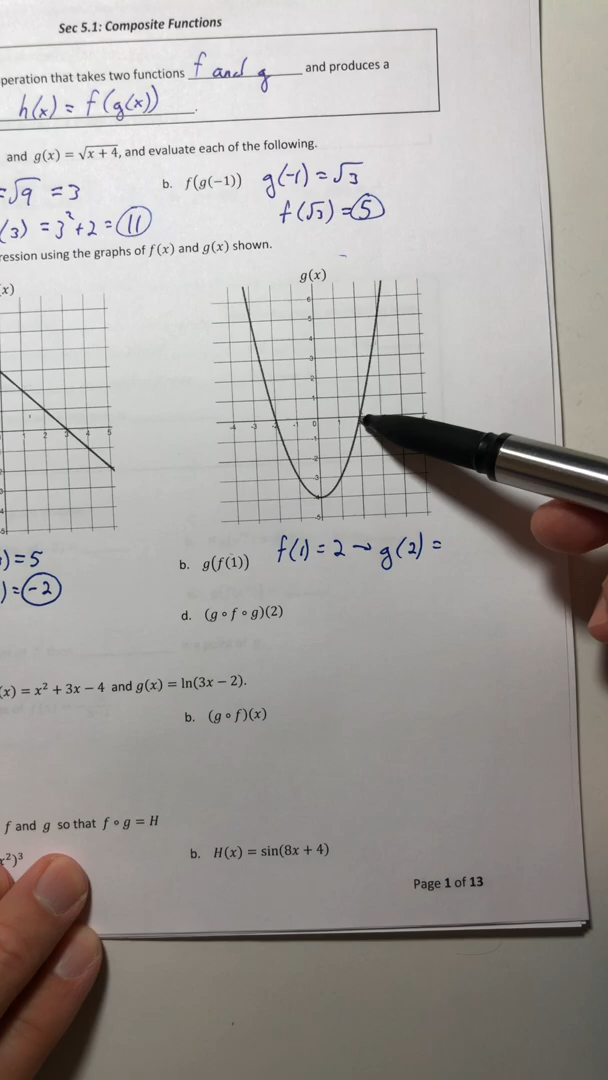 Sec 5.1: Composite Functions
peration that takes two functions f and g and produces a
h(x) = f(g(x)) .
and g(x) = √x + 4, and evaluate each of the following.
=√9 = 3
b. f(g(−1)) g(-1) = √3
(3) = 3²+2 = 11
f(√3) = 5
ression using the graphs of f(x) and g(x) shown.
x)
g(x)
) = 5
b. g(f(1)) f(1) = 2 → g(2) =
) = -2
d. (g ∘ f ∘ g)(2)
(x) = x² + 3x − 4 and g(x) = ln(3x − 2).
b. (g ∘ f)(x)
f and g so that f ∘ g = H
x²)³
b. H(x) = sin(8x + 4)
Page 1 of 13